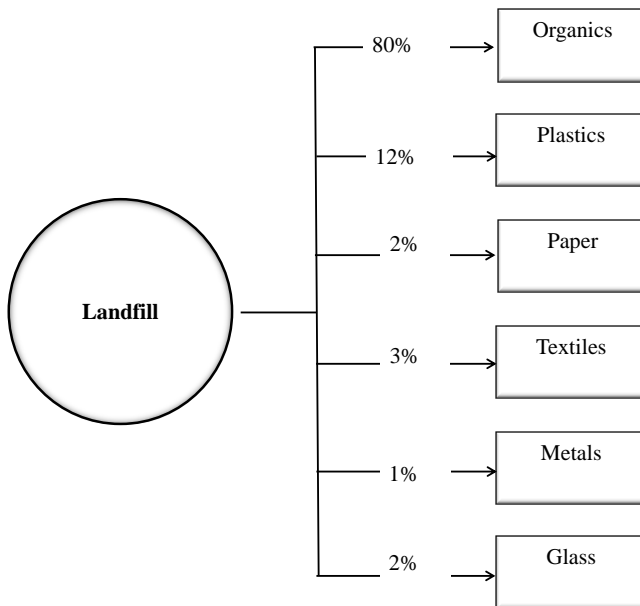 80%
Organics
12%
Plastics
2%
Paper
Landfill
3%
Textiles
1%
Metals
2%
Glass